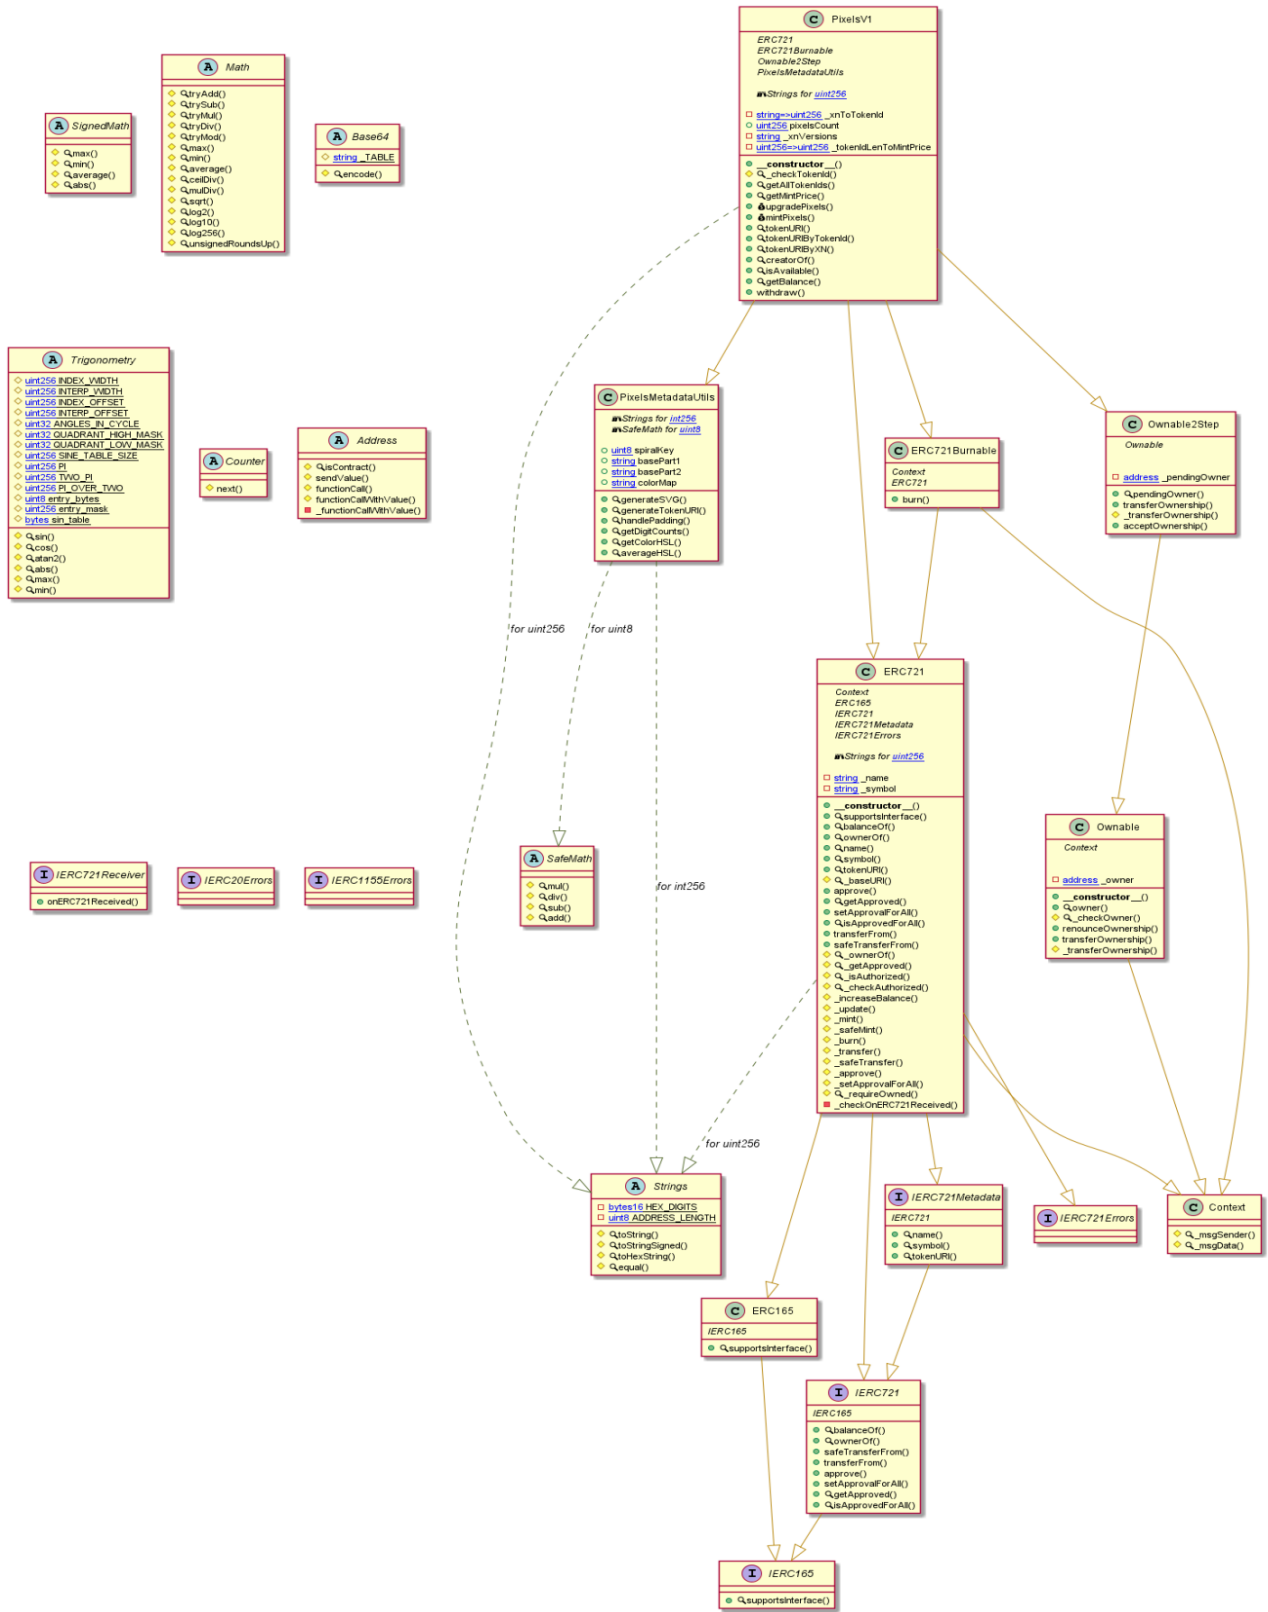 C PixelsV1
ERC721
ERC721Burnable
Ownable2Step
PixelsMetadataUtils
Strings for uint256
string=>uint256 _xnToTokenId
uint256 pixelsCount
string _xnVersions
uint256=>uint256 _tokenIdLenToMintPrice
__constructor__()
_checkTokenId()
getAllTokenIds()
getMintPrice()
upgradePixels()
mintPixels()
tokenURI()
tokenURIByTokenId()
tokenURIByXN()
creatorOf()
isAvailable()
getBalance()
withdraw()
A Math
tryAdd()
trySub()
tryMul()
tryDiv()
tryMod()
max()
min()
average()
ceilDiv()
mulDiv()
sqrt()
log2()
log10()
log256()
unsignedRoundsUp()
A SignedMath
max()
min()
average()
abs()
A Base64
string _TABLE
encode()
A Trigonometry
uint256 INDEX_WIDTH
uint256 INTERP_WIDTH
uint256 INDEX_OFFSET
uint256 INTERP_OFFSET
uint32 ANGLES_IN_CYCLE
uint32 QUADRANT_HIGH_MASK
uint32 QUADRANT_LOW_MASK
uint256 SINE_TABLE_SIZE
uint256 PI
uint256 TWO_PI
uint256 PI_OVER_TWO
uint8 entry_bytes
uint256 entry_mask
bytes sin_table
sin()
cos()
atan2()
abs()
max()
min()
A Counter
next()
A Address
isContract()
sendValue()
functionCall()
functionCallWithValue()
_functionCallWithValue()
C PixelsMetadataUtils
Strings for int256
SafeMath for uint8
uint8 spiralKey
string basePart1
string basePart2
string colorMap
generateSVG()
generateTokenURI()
handlePadding()
getDigitCounts()
getColorHSL()
averageHSL()
C ERC721Burnable
Context
ERC721
burn()
C Ownable2Step
Ownable
address _pendingOwner
pendingOwner()
transferOwnership()
_transferOwnership()
acceptOwnership()
for uint256
for uint8
C ERC721
Context
ERC165
IERC721
IERC721Metadata
IERC721Errors
Strings for uint256
string _name
string _symbol
__constructor__()
supportsInterface()
balanceOf()
ownerOf()
name()
symbol()
tokenURI()
_baseURI()
approve()
getApproved()
setApprovalForAll()
isApprovedForAll()
transferFrom()
safeTransferFrom()
_ownerOf()
_getApproved()
_isAuthorized()
_checkAuthorized()
_increaseBalance()
_update()
_mint()
_safeMint()
_burn()
_transfer()
_safeTransfer()
_approve()
_setApprovalForAll()
_requireOwned()
_checkOnERC721Received()
C Ownable
Context
address _owner
__constructor__()
owner()
_checkOwner()
renounceOwnership()
transferOwnership()
_transferOwnership()
I IERC721Receiver
onERC721Received()
I IERC20Errors
I IERC1155Errors
A SafeMath
mul()
div()
sub()
add()
for int256
for uint256
A Strings
bytes16 HEX_DIGITS
uint8 ADDRESS_LENGTH
toString()
toStringSigned()
toHexString()
equal()
I IERC721Metadata
IERC721
name()
symbol()
tokenURI()
I IERC721Errors
C Context
_msgSender()
_msgData()
C ERC165
IERC165
supportsInterface()
I IERC721
IERC165
balanceOf()
ownerOf()
safeTransferFrom()
transferFrom()
approve()
setApprovalForAll()
getApproved()
isApprovedForAll()
I IERC165
supportsInterface()